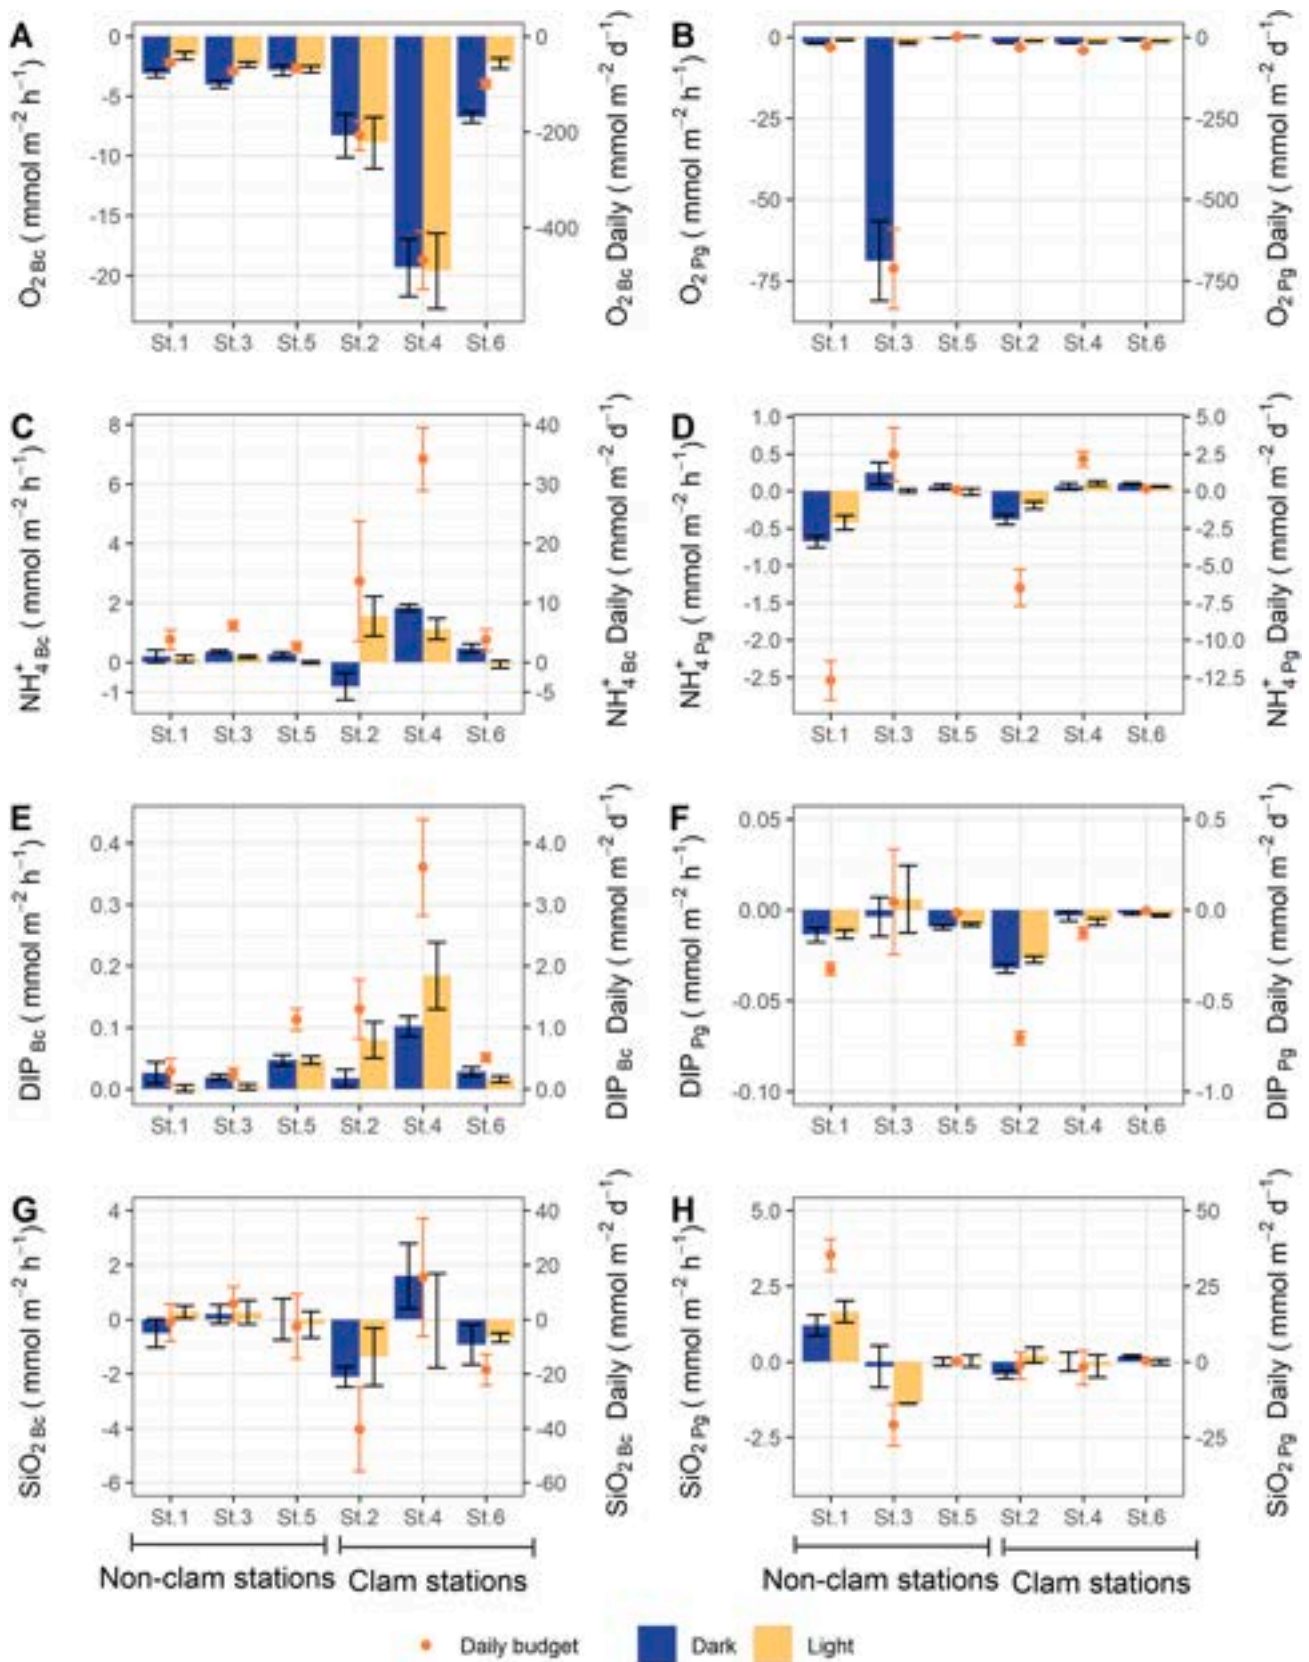 A
O2 Bc ( mmol m−2 h−1)
0
-5
-10
-15
-20
0
-200
-400
O2 Bc Daily ( mmol m−2 d−1)
St.1 St.3 St.5 St.2 St.4 St.6
B
O2 Pg ( mmol m−2 h−1)
0
-25
-50
-75
0
-250
-500
-750
O2 Pg Daily ( mmol m−2 d−1)
St.1 St.3 St.5 St.2 St.4 St.6
C
NH4+ Bc ( mmol m−2 h−1)
8
6
4
2
0
-1
40
30
20
10
0
-5
NH4+ Bc Daily ( mmol m−2 d−1)
St.1 St.3 St.5 St.2 St.4 St.6
D
NH4+ Pg ( mmol m−2 h−1)
1.0
0.5
0.0
-0.5
-1.0
-1.5
-2.0
-2.5
5.0
2.5
0.0
-2.5
-5.0
-7.5
-10.0
-12.5
NH4+ Pg Daily ( mmol m−2 d−1)
St.1 St.3 St.5 St.2 St.4 St.6
E
DIP Bc ( mmol m−2 h−1)
0.4
0.3
0.2
0.1
0.0
4.0
3.0
2.0
1.0
0.0
DIP Bc Daily ( mmol m−2 d−1)
St.1 St.3 St.5 St.2 St.4 St.6
F
DIP Pg ( mmol m−2 h−1)
0.05
0.00
-0.05
-0.10
0.5
0.0
-0.5
-1.0
DIP Pg Daily ( mmol m−2 d−1)
St.1 St.3 St.5 St.2 St.4 St.6
G
SiO2 Bc ( mmol m−2 h−1)
4
2
0
-2
-4
-6
40
20
0
-20
-40
-60
SiO2 Bc Daily ( mmol m−2 d−1)
St.1 St.3 St.5 St.2 St.4 St.6
Non-clam stations Clam stations
H
SiO2 Pg ( mmol m−2 h−1)
5.0
2.5
0.0
-2.5
50
25
0
-25
SiO2 Pg Daily ( mmol m−2 d−1)
St.1 St.3 St.5 St.2 St.4 St.6
Non-clam stations Clam stations
Daily budget Dark Light